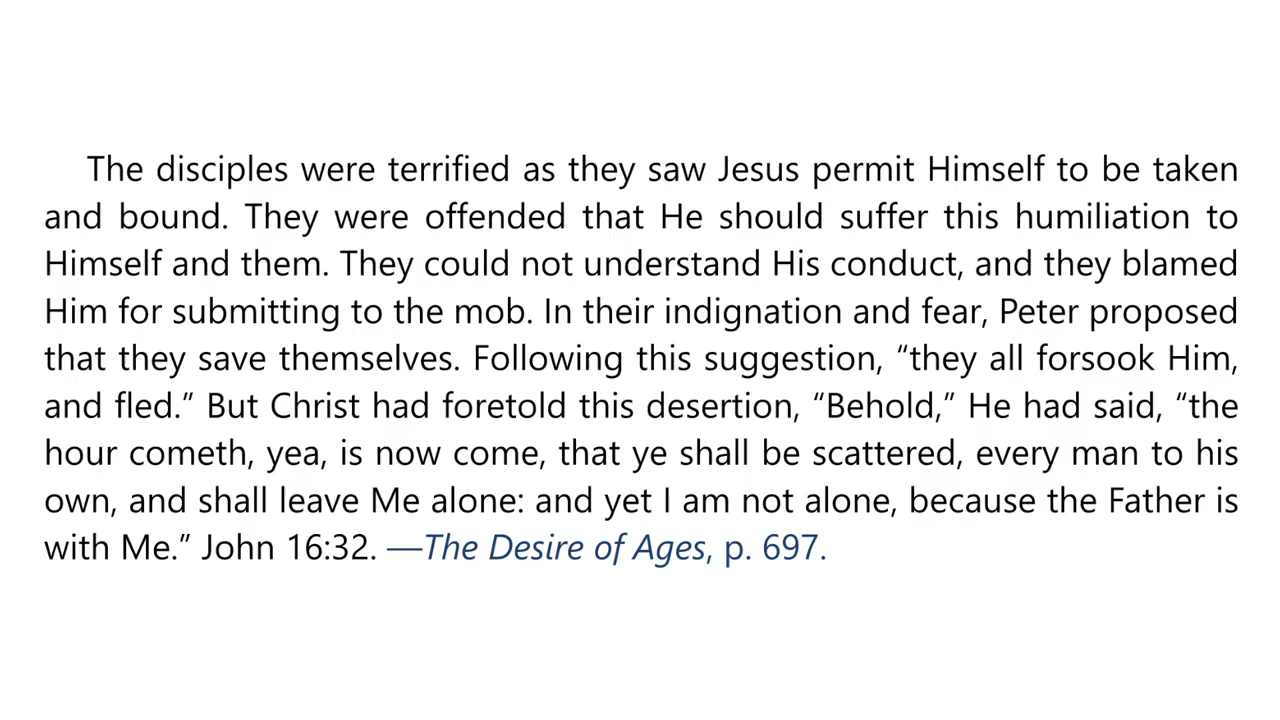 The disciples were terrified as they saw Jesus permit Himself to be taken
and bound. They were offended that He should suffer this humiliation to
Himself and them. They could not understand His conduct, and they blamed
Him for submitting to the mob. In their indignation and fear, Peter proposed
that they save themselves. Following this suggestion, “they all forsook Him,
and fled.” But Christ had foretold this desertion, “Behold,” He had said, “the
hour cometh, yea, is now come, that ye shall be scattered, every man to his
own, and shall leave Me alone: and yet I am not alone, because the Father is
with Me.” John 16:32. —The Desire of Ages, p. 697.